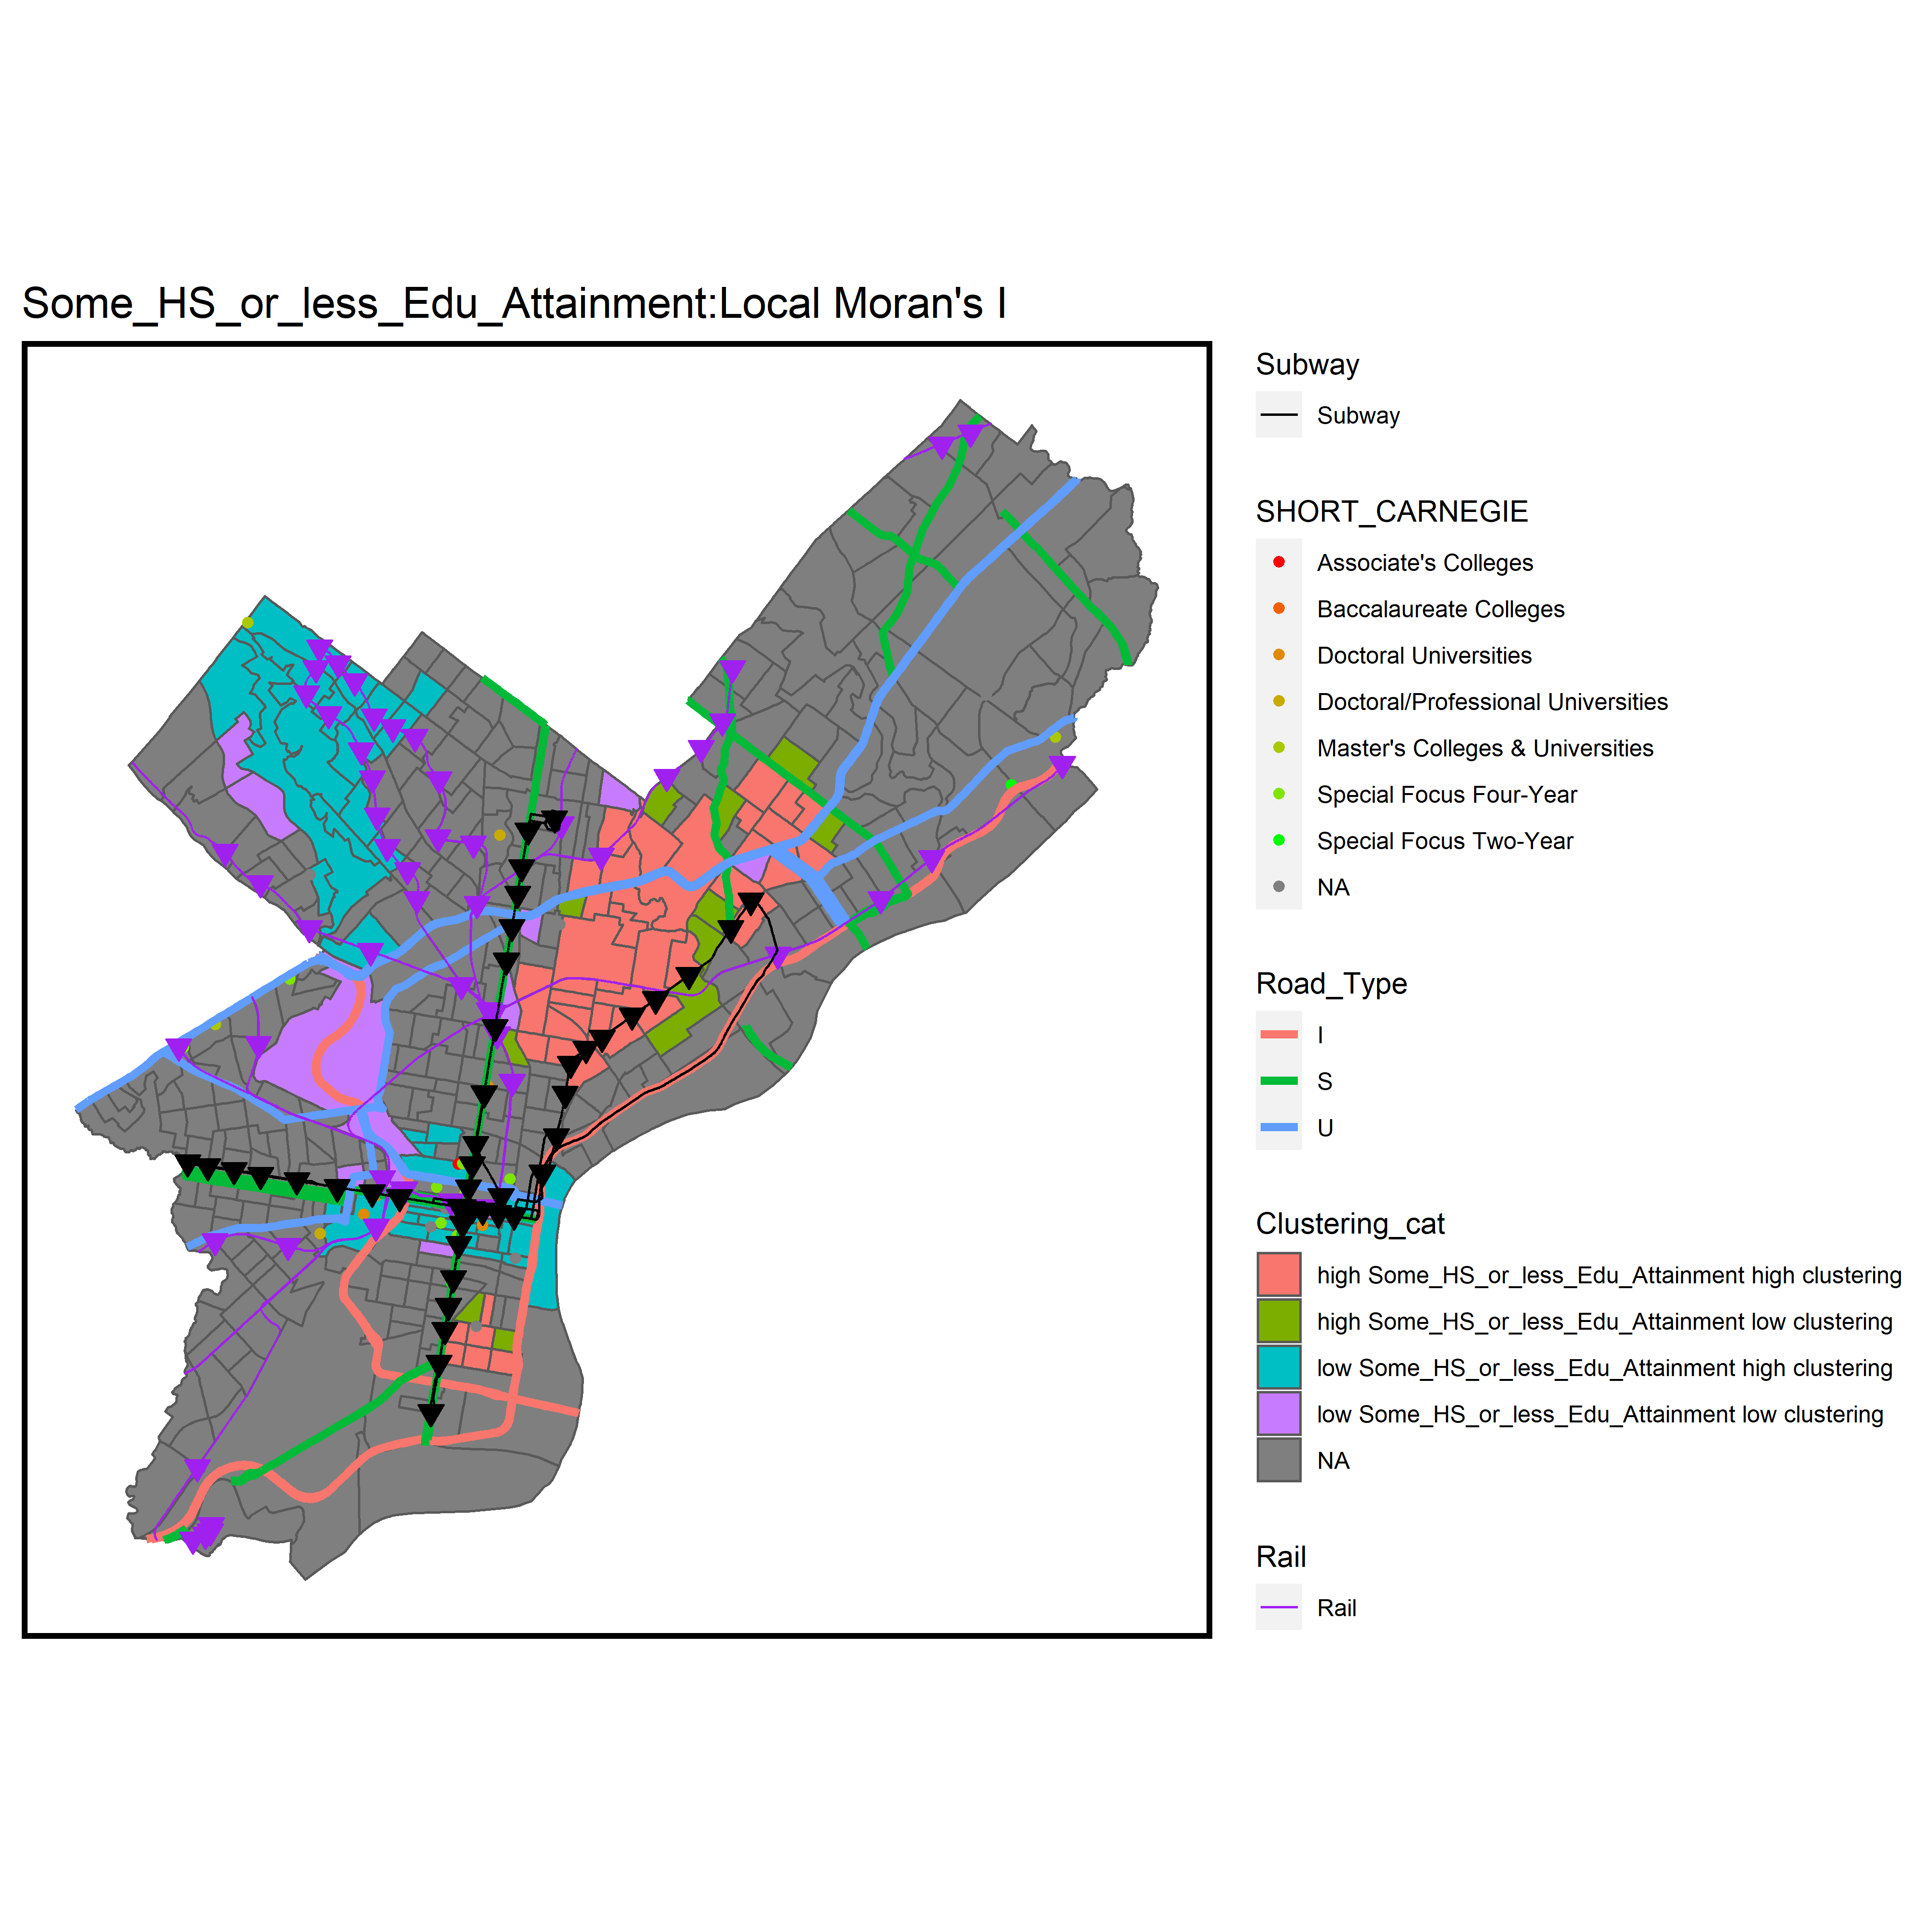 Some_HS_or_less_Edu_Attainment:Local Moran's I
Subway
Subway
SHORT_CARNEGIE
Associate's Colleges
Baccalaureate Colleges
Doctoral Universities
Doctoral/Professional Universities
Master's Colleges & Universities
Special Focus Four-Year
Special Focus Two-Year
NA
Road_Type
I
S
U
Clustering_cat
high Some_HS_or_less_Edu_Attainment high clustering
high Some_HS_or_less_Edu_Attainment low clustering
low Some_HS_or_less_Edu_Attainment high clustering
low Some_HS_or_less_Edu_Attainment low clustering
NA
Rail
Rail